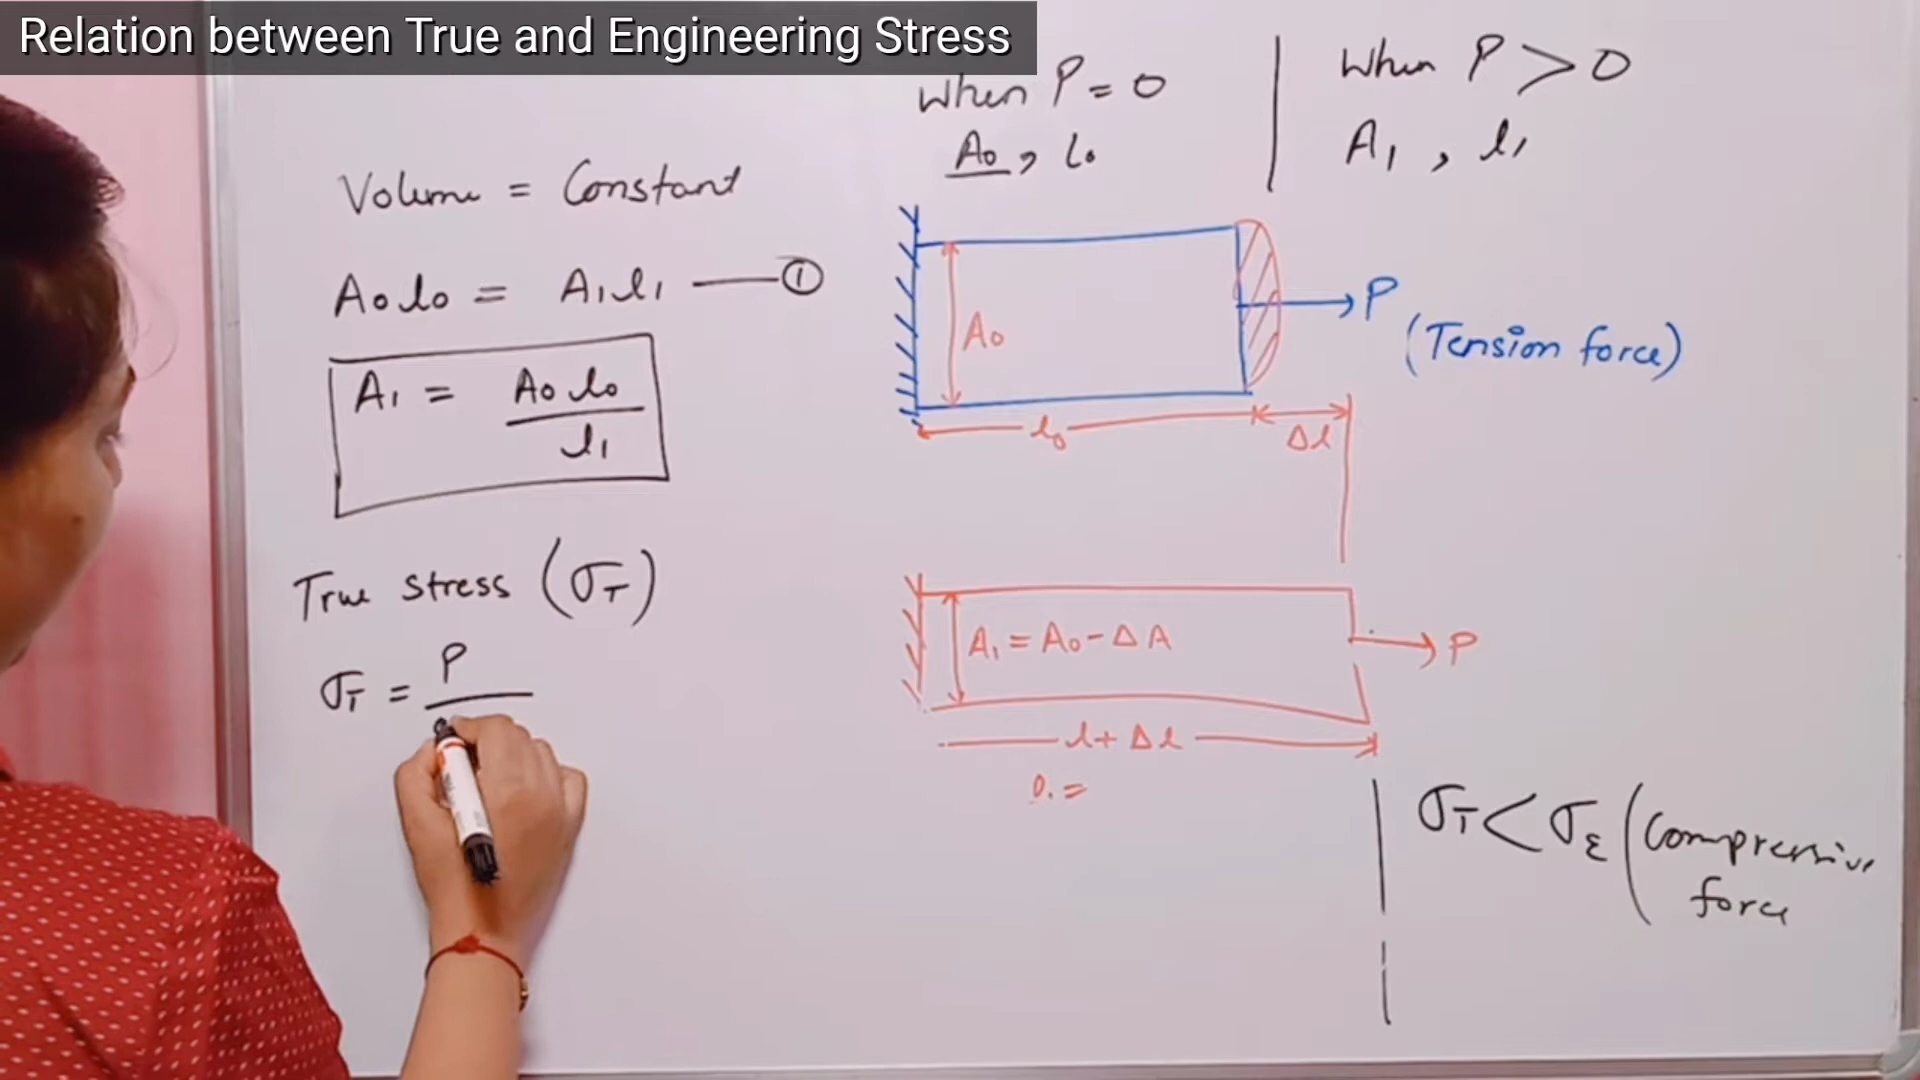 Relation between True and Engineering Stress
When P = 0
A₀, l₀
When P > 0
A₁, l₁
Volume = Constant
A₀l₀ = A₁l₁ —— ①
A₁ = A₀l₀ / l₁
True stress (σT)
σT = P
A₀
l₀
Δl
P
(Tension force)
A₁ = A₀ - ΔA
P
l + Δl
σT < σε (Compressive
force